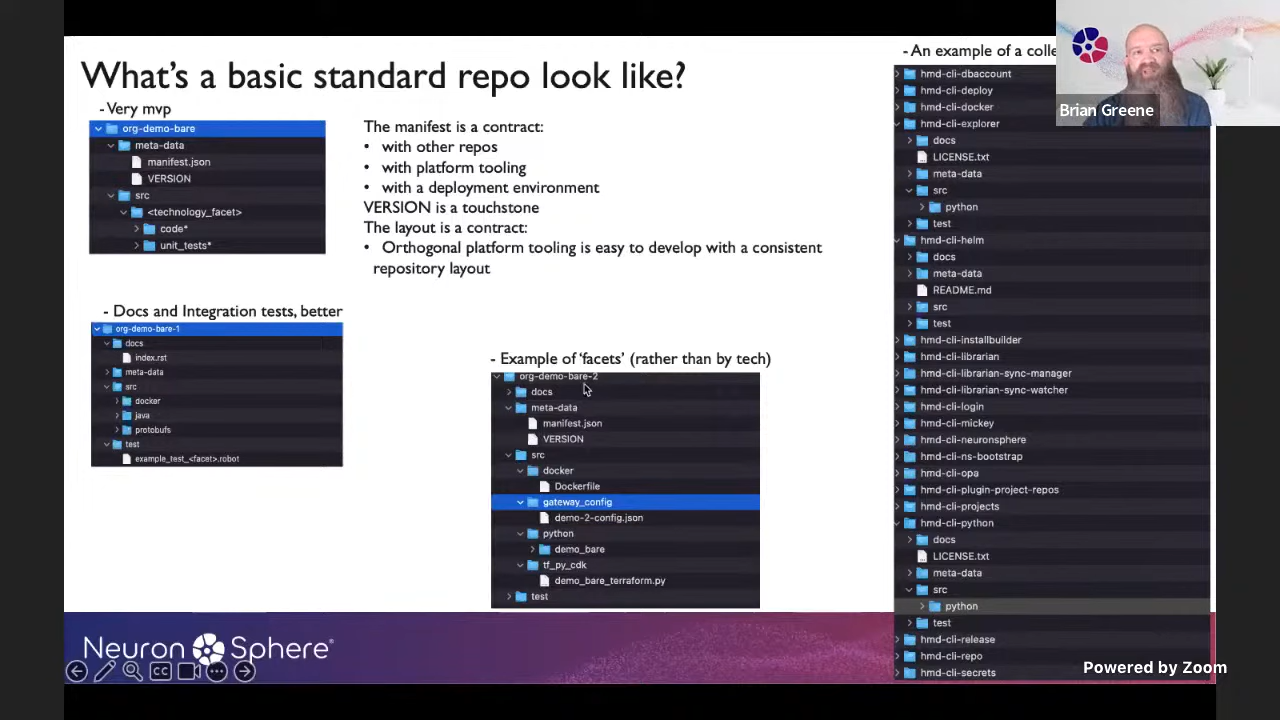 What's a basic standard repo look like?
- Very mvp
org-demo-bare
meta-data
manifest.json
VERSION
src
<technology_facet>
code*
unit_tests*
The manifest is a contract:
• with other repos
• with platform tooling
• with a deployment environment
VERSION is a touchstone
The layout is a contract:
• Orthogonal platform tooling is easy to develop with a consistent
repository layout
- Docs and Integration tests, better
org-demo-bare-1
docs
index.rst
meta-data
src
docker
java
protobufs
test
example_test_<facet>.robot
- Example of 'facets' (rather than by tech)
org-demo-bare-2
docs
meta-data
manifest.json
VERSION
src
docker
Dockerfile
gateway_config
demo-2-config.json
python
demo_bare
tf_py_cdk
demo_bare_terraform.py
test
- An example of a colle
hmd-cli-dbaccount
hmd-cli-deploy
hmd-cli-docker
hmd-cli-explorer
docs
LICENSE.txt
meta-data
src
python
test
hmd-cli-helm
docs
meta-data
README.md
src
test
hmd-cli-installbuilder
hmd-cli-librarian
hmd-cli-librarian-sync-manager
hmd-cli-librarian-sync-watcher
hmd-cli-login
hmd-cli-mickey
hmd-cli-neuronsphere
hmd-cli-ns-bootstrap
hmd-cli-opa
hmd-cli-plugin-project-repos
hmd-cli-projects
hmd-cli-python
docs
LICENSE.txt
meta-data
src
python
test
hmd-cli-release
hmd-cli-repo
hmd-cli-secrets
Brian Greene
NEURON SPHERE®
CC
Powered by Zoom